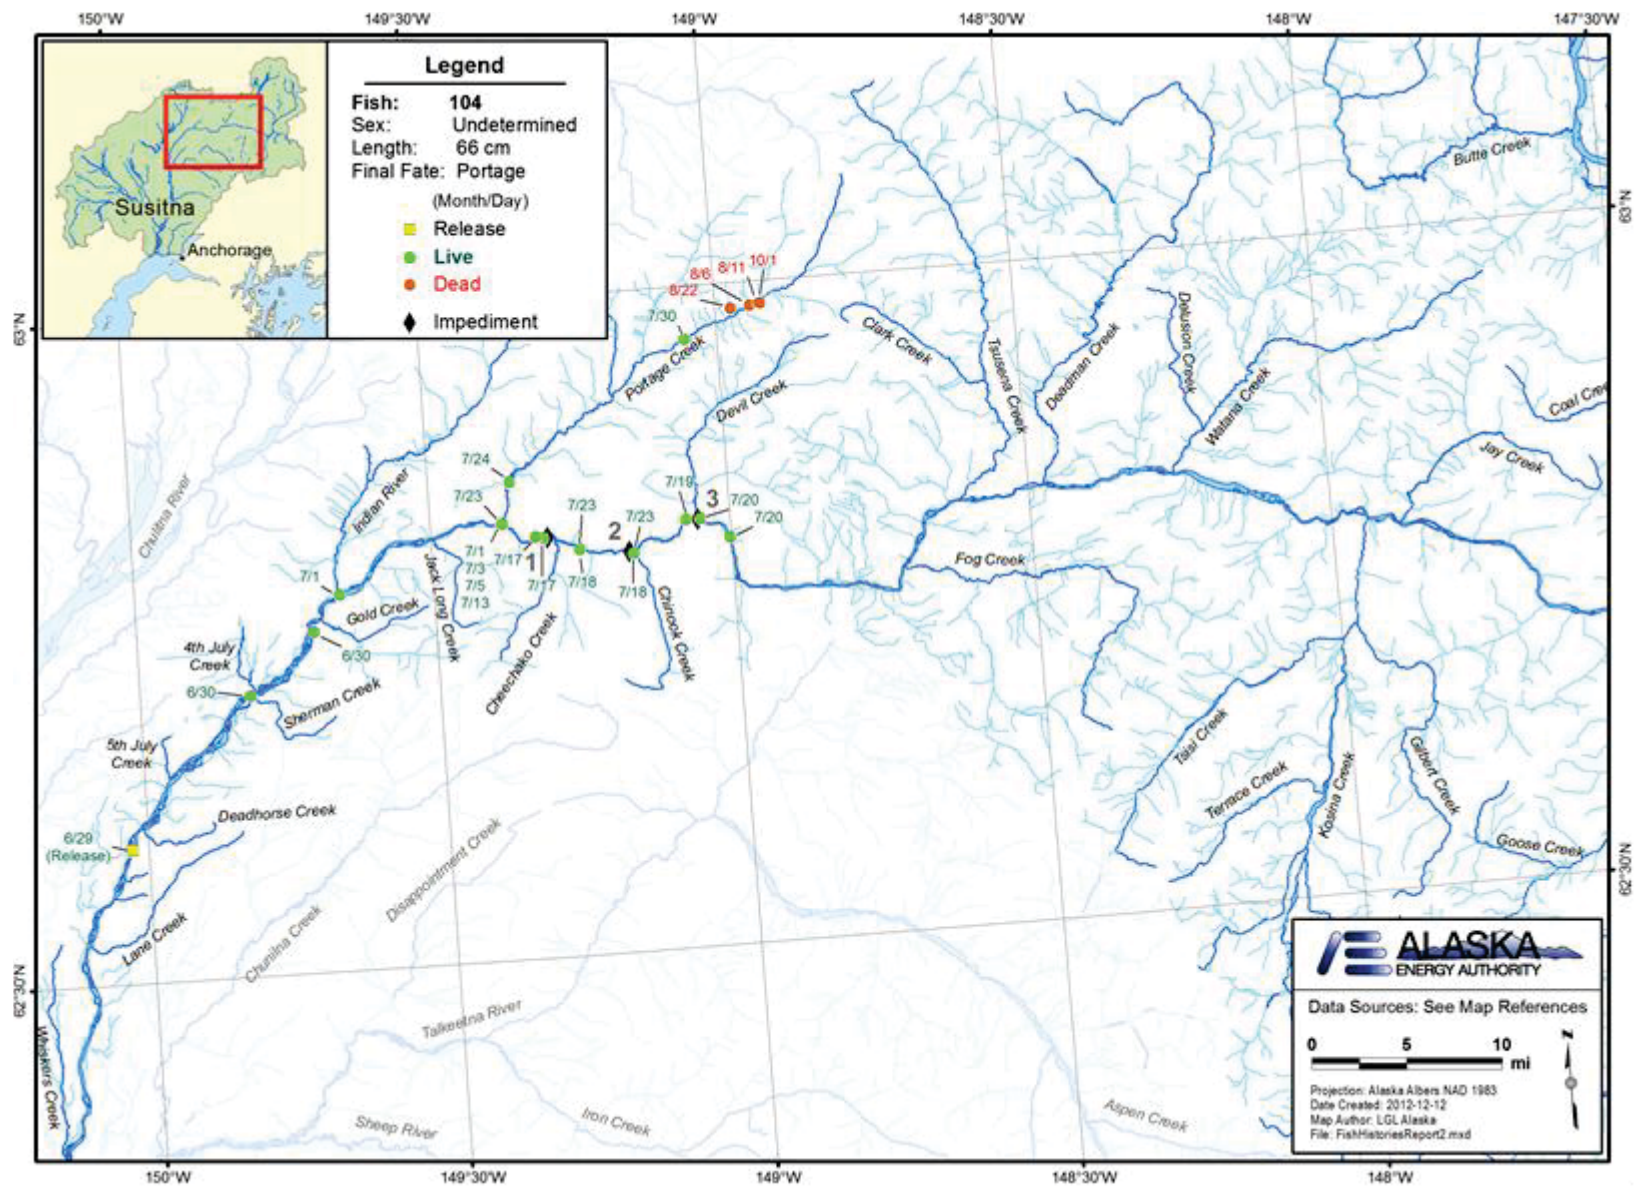 150°W
149°30'W
149°W
148°30'W
148°W
147°30'W
Legend
Fish: 104
Sex: Undetermined
Length: 66 cm
Final Fate: Portage
(Month/Day)
Release
Live
Dead
Impediment
Susitna
Anchorage
Butte Creek
63°N
63°N
10/1
8/11
8/6
8/22
7/30
Portage Creek
Devil Creek
Clark Creek
Tsusena Creek
Deadman Creek
Delusion Creek
Watana Creek
Coal Cree
Jay Creek
Chulitna River
Indian River
7/24
7/23
7/23
2
7/23
7/19
3
7/20
7/20
7/1
7/3
7/5
7/13
7/17
1
7/17
7/18
7/18
Fog Creek
7/1
Gold Creek
Jack Long Creek
Cheechako Creek
Chinook Creek
6/30
4th July
Creek
6/30
Sherman Creek
5th July
Creek
Deadhorse Creek
6/29
(Release)
Lane Creek
Chunilna Creek
Disappointment Creek
Tsisi Creek
Terrace Creek
Kosina Creek
Gilbert Creek
Goose Creek
62°30'N
62°30'N
Whiskers Creek
Talkeetna River
Sheep River
Iron Creek
Aspen Creek
ALASKA
ENERGY AUTHORITY
Data Sources: See Map References
0 5 10
mi
N
Projection: Alaska Albers NAD 1983
Date Created: 2012-12-12
Map Author: LGL Alaska
File: FishHistoriesReport2.mxd
150°W
149°30'W
149°W
148°30'W
148°W